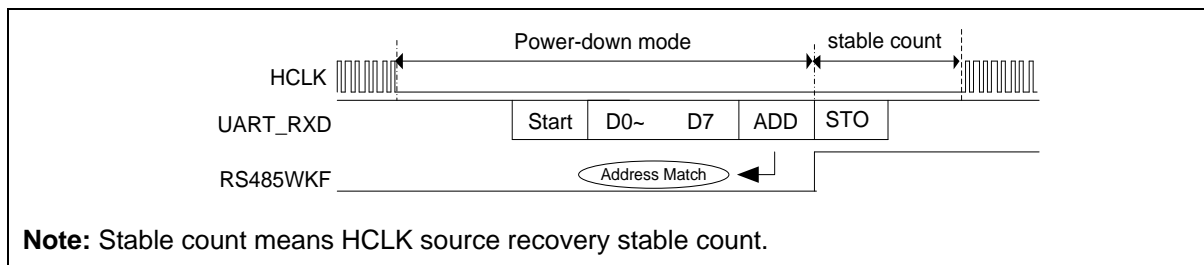 Power-down mode stable count
HCLK
UART_RXD Start D0~ D7 ADD STO
RS485WKF Address Match
Note: Stable count means HCLK source recovery stable count.